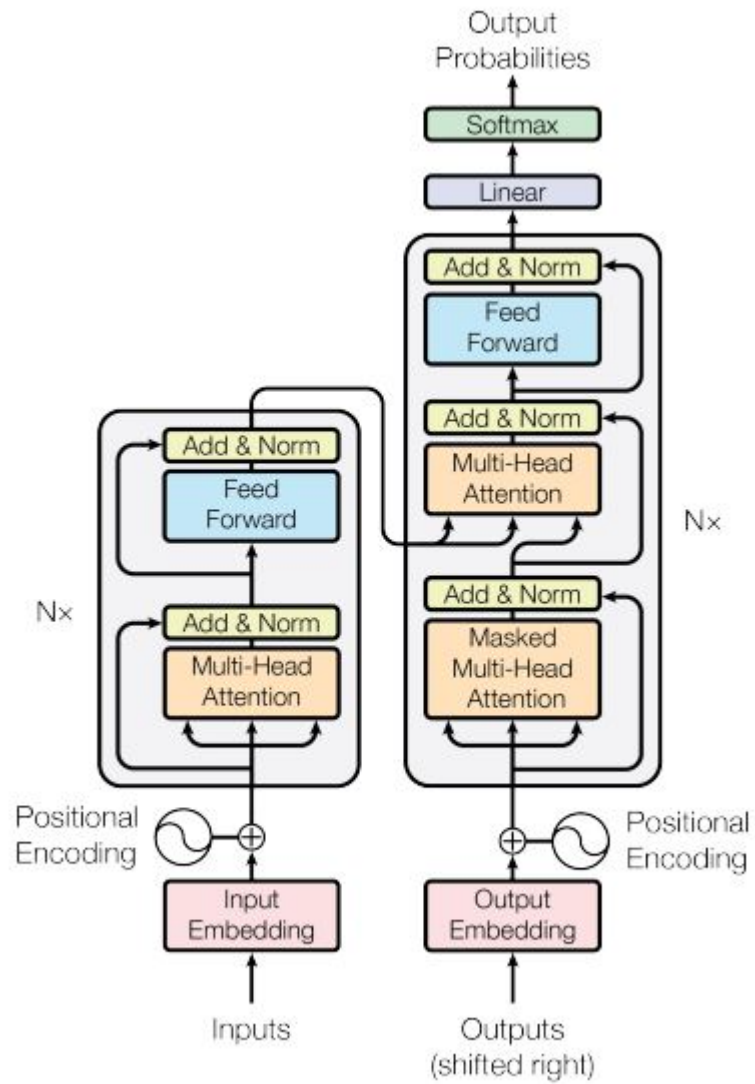 Output
Probabilities
Softmax
Linear
Add & Norm
Feed
Forward
Add & Norm
Multi-Head
Attention
Nx
Add & Norm
Masked
Multi-Head
Attention
Add & Norm
Feed
Forward
Nx
Add & Norm
Multi-Head
Attention
Positional
Encoding
Input
Embedding
Inputs
Positional
Encoding
Output
Embedding
Outputs
(shifted right)